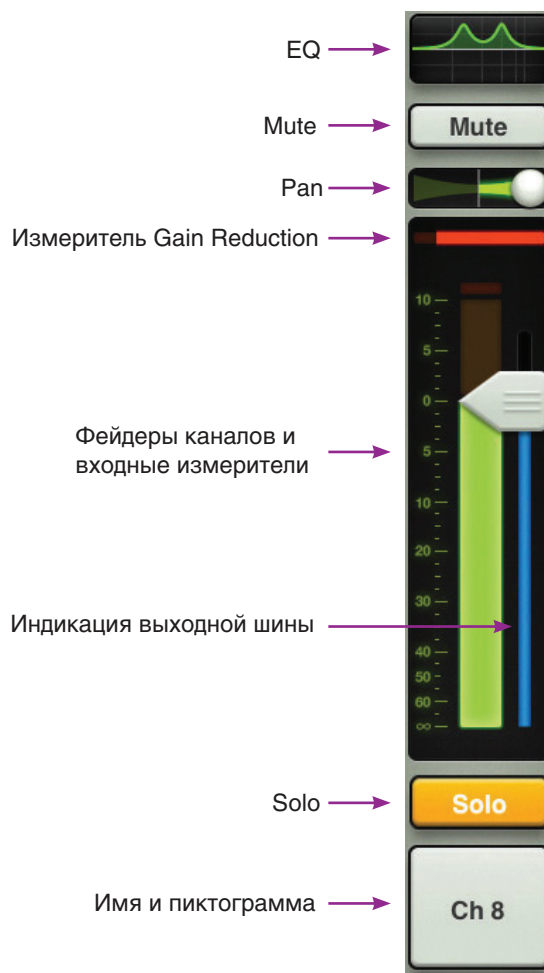 EQ
Mute
Mute
Pan
Измеритель Gain Reduction
10
5
0
Фейдеры каналов и
входные измерители
5
10
20
30
Индикация выходной шины
40
50
60
∞
Solo
Solo
Имя и пиктограмма
Ch 8